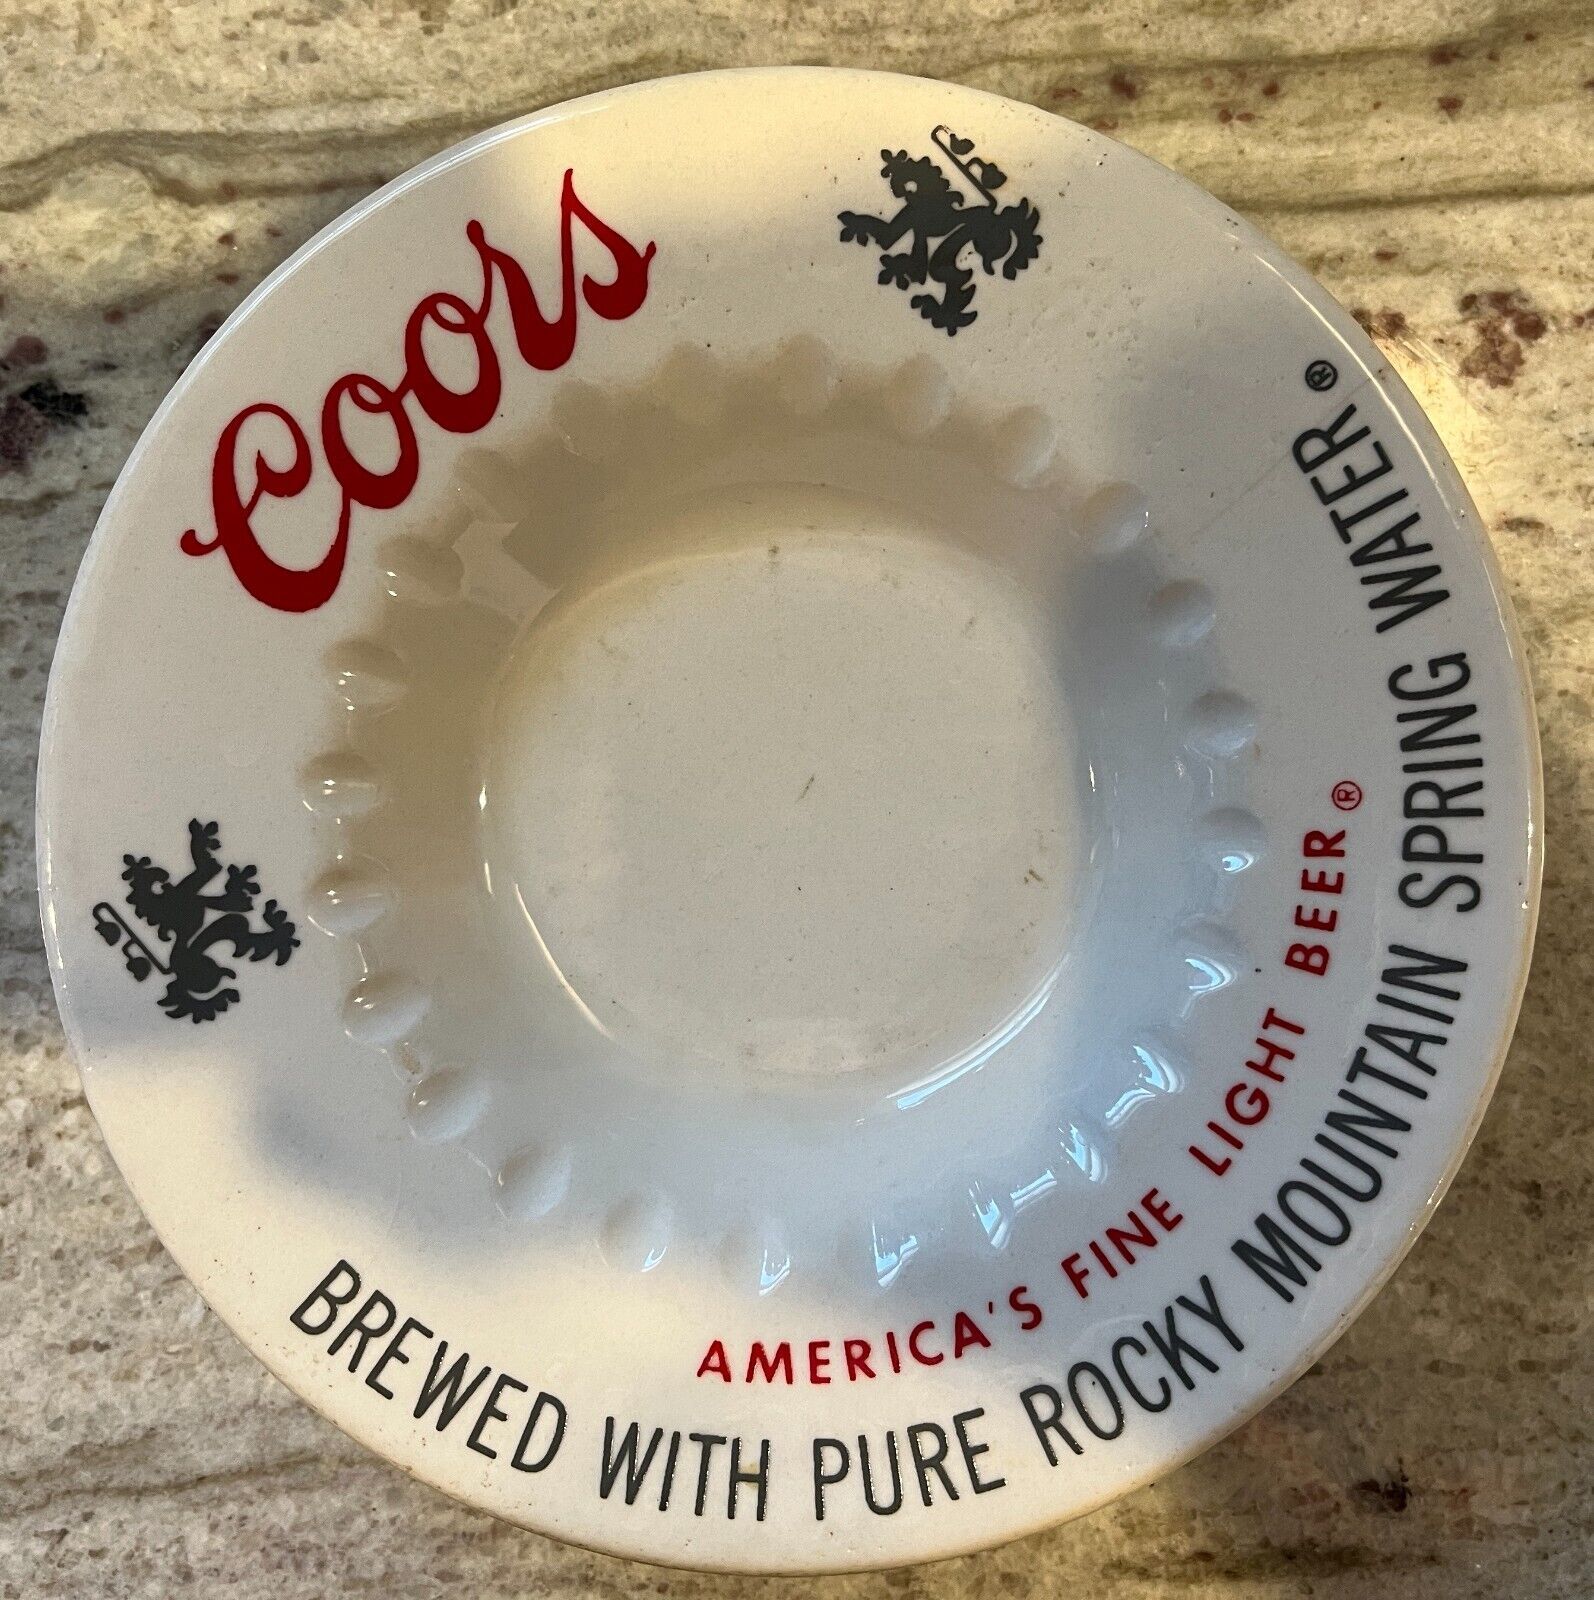 Coors
AMERICA'S FINE LIGHT BEER®
BREWED WITH PURE ROCKY MOUNTAIN SPRING WATER®